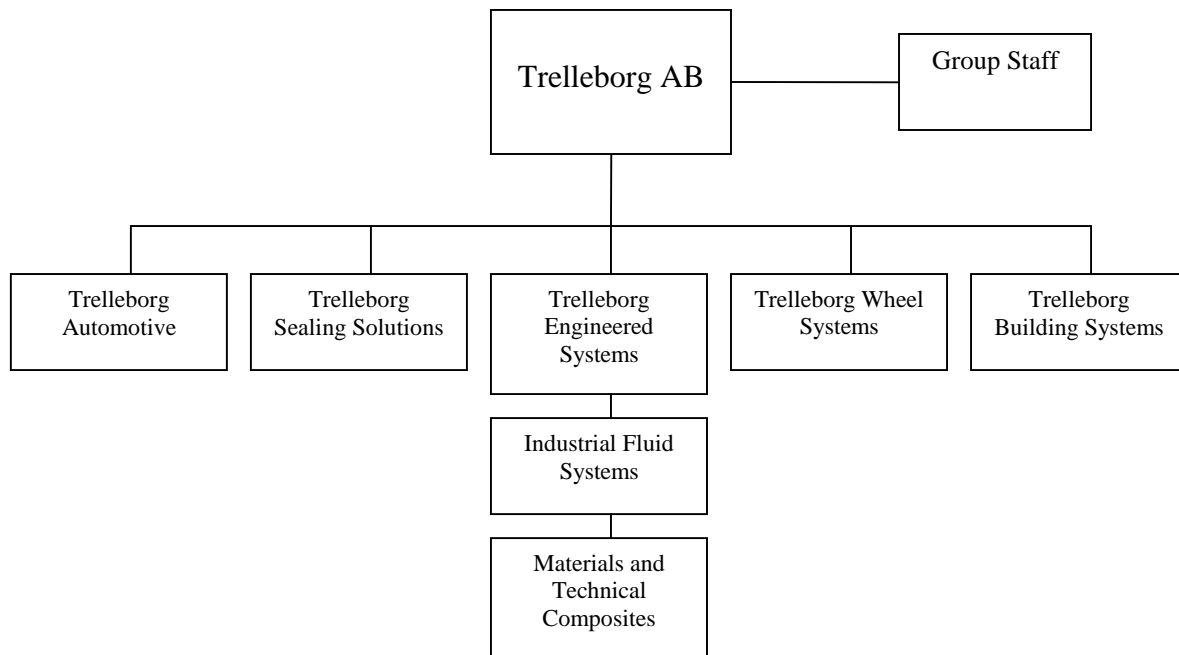 Trelleborg AB
Group Staff
Trelleborg
Automotive
Trelleborg
Sealing Solutions
Trelleborg
Engineered
Systems
Trelleborg Wheel
Systems
Trelleborg
Building Systems
Industrial Fluid
Systems
Materials and
Technical
Composites